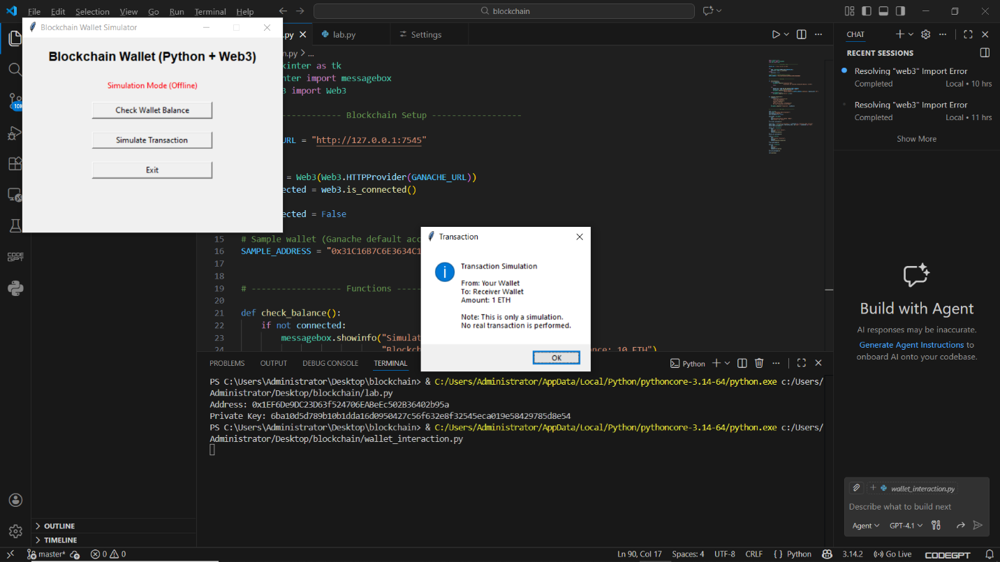 File Edit Selection View Go Run Terminal Help
blockchain
Blockchain Wallet Simulator
Blockchain Wallet (Python + Web3)
Simulation Mode (Offline)
Check Wallet Balance
Simulate Transaction
Exit
.py
lab.py
Settings
n.py > ...
kinter as tk
nter import messagebox
3 import Web3
------- Blockchain Setup ------------------
URL = "http://127.0.0.1:7545"
= Web3(Web3.HTTPProvider(GANACHE_URL))
ected = web3.is_connected()
ected = False
15 # Sample wallet (Ganache default acc
16 SAMPLE_ADDRESS = "0x31C16B7C6E3634C1
17
18
19 # ------------------ Functions -----
20
21 def check_balance():
22 if not connected:
23 messagebox.showinfo("Simulat
24 "Blockch ance: 10 ETH")
Transaction
Transaction Simulation
From: Your Wallet
To: Receiver Wallet
Amount: 1 ETH
Note: This is only a simulation.
No real transaction is performed.
OK
PROBLEMS OUTPUT DEBUG CONSOLE TERMINAL
Python
PS C:\Users\Administrator\Desktop\blockchain> & C:/Users/Administrator/AppData/Local/Python/pythoncore-3.14-64/python.exe c:/Users/
Administrator/Desktop/blockchain/lab.py
Address: 0x1EF6De9DC23D63f524706EABeEc502B36402b95a
Private Key: 6ba10d5d789b10b1dda16d0950427c56f632e8f32545eca019e58429785d8e54
PS C:\Users\Administrator\Desktop\blockchain> & C:/Users/Administrator/AppData/Local/Python/pythoncore-3.14-64/python.exe c:/Users/
Administrator/Desktop/blockchain/wallet_interaction.py
CHAT
RECENT SESSIONS
Resolving "web3" Import Error
Completed Local • 10 hrs
Resolving "web3" Import Error
Completed Local • 11 hrs
Show More
Build with Agent
AI responses may be inaccurate.
Generate Agent Instructions to
onboard AI onto your codebase.
wallet_interaction.py
Describe what to build next
Agent GPT-4.1
10K
CODE
GPT
OUTLINE
TIMELINE
master* 0 0
Ln 90, Col 17 Spaces: 4 UTF-8 CRLF { } Python 3.14.2 Go Live CODEGPT